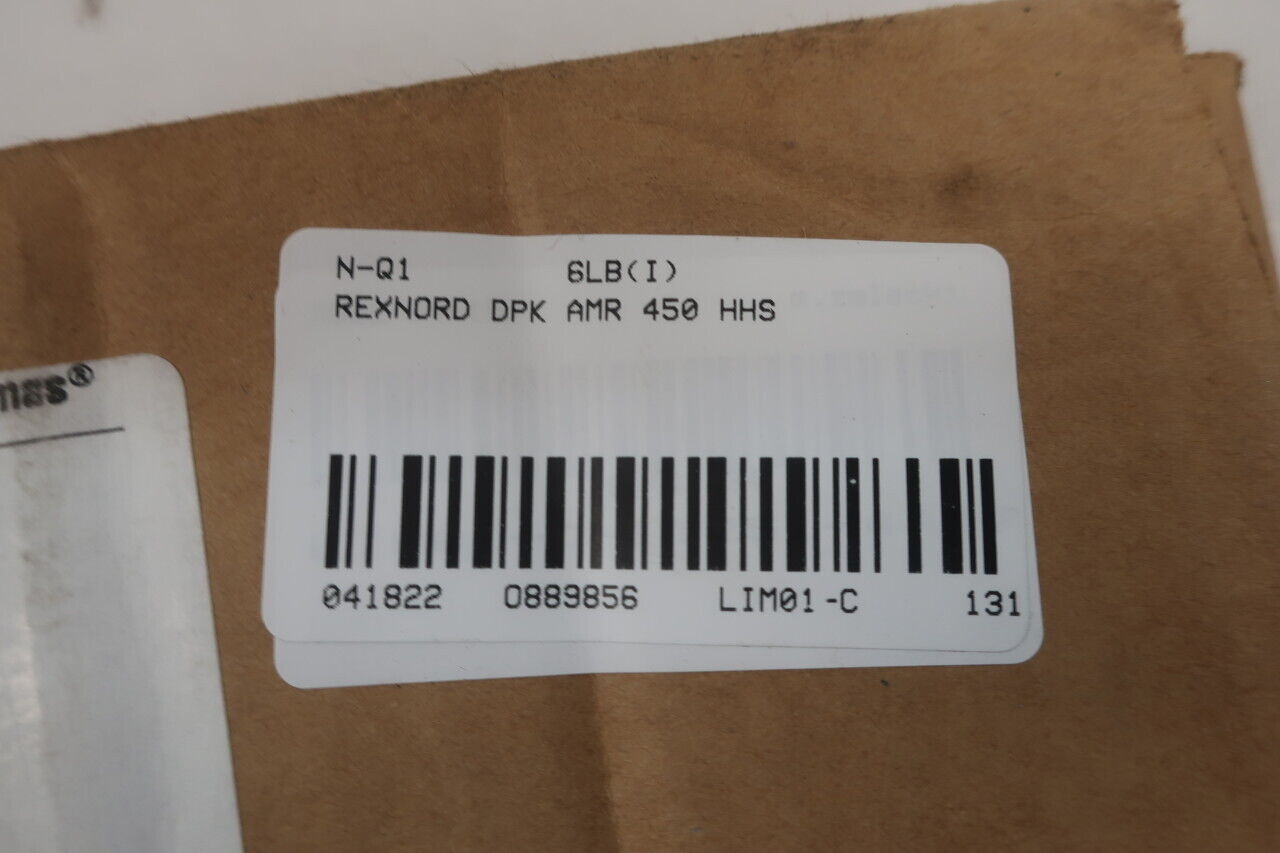 N-Q1 6LB(I)
REXNORD DPK AMR 450 HHS
041822 0889856 LIM01-C 131